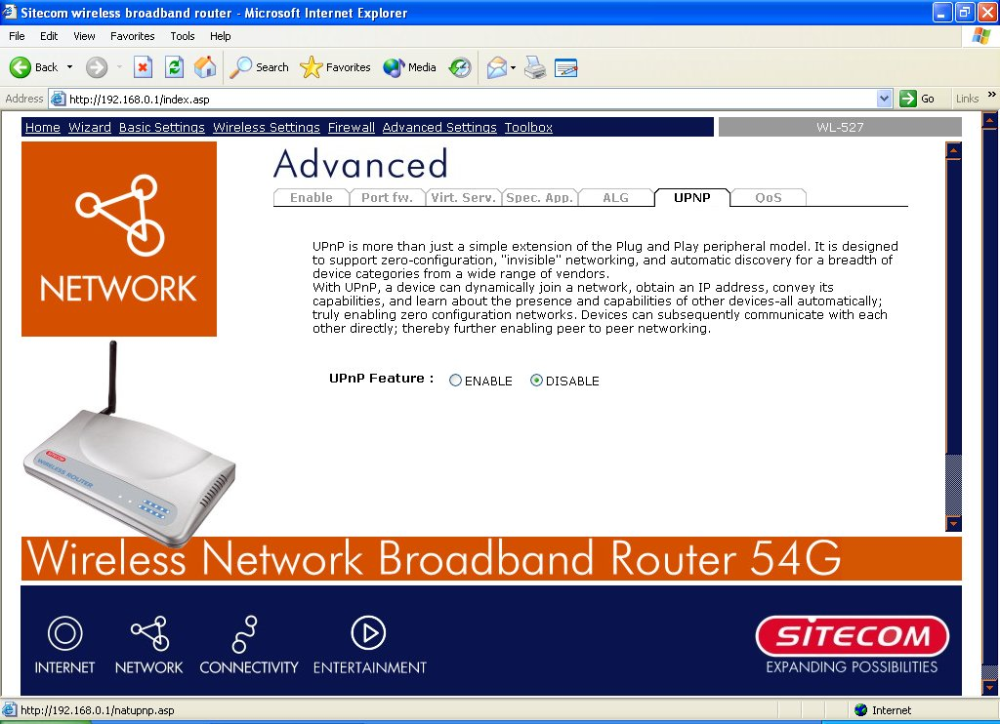 Sitecom wireless broadband router - Microsoft Internet Explorer
File Edit View Favorites Tools Help
Back Search Favorites Media
Address http://192.168.0.1/index.asp Go Links »
Home Wizard Basic Settings Wireless Settings Firewall Advanced Settings Toolbox WL-527
NETWORK
Advanced
Enable Port fw. Virt. Serv. Spec. App. ALG UPNP QoS
UPnP is more than just a simple extension of the Plug and Play peripheral model. It is designed
to support zero-configuration, "invisible" networking, and automatic discovery for a breadth of
device categories from a wide range of vendors.
With UPnP, a device can dynamically join a network, obtain an IP address, convey its
capabilities, and learn about the presence and capabilities of other devices-all automatically;
truly enabling zero configuration networks. Devices can subsequently communicate with each
other directly; thereby further enabling peer to peer networking.
UPnP Feature : ENABLE DISABLE
SITECOM
WIRELESS ROUTER
Wireless Network Broadband Router 54G
INTERNET NETWORK CONNECTIVITY ENTERTAINMENT
SITECOM
EXPANDING POSSIBILITIES
http://192.168.0.1/natupnp.asp Internet